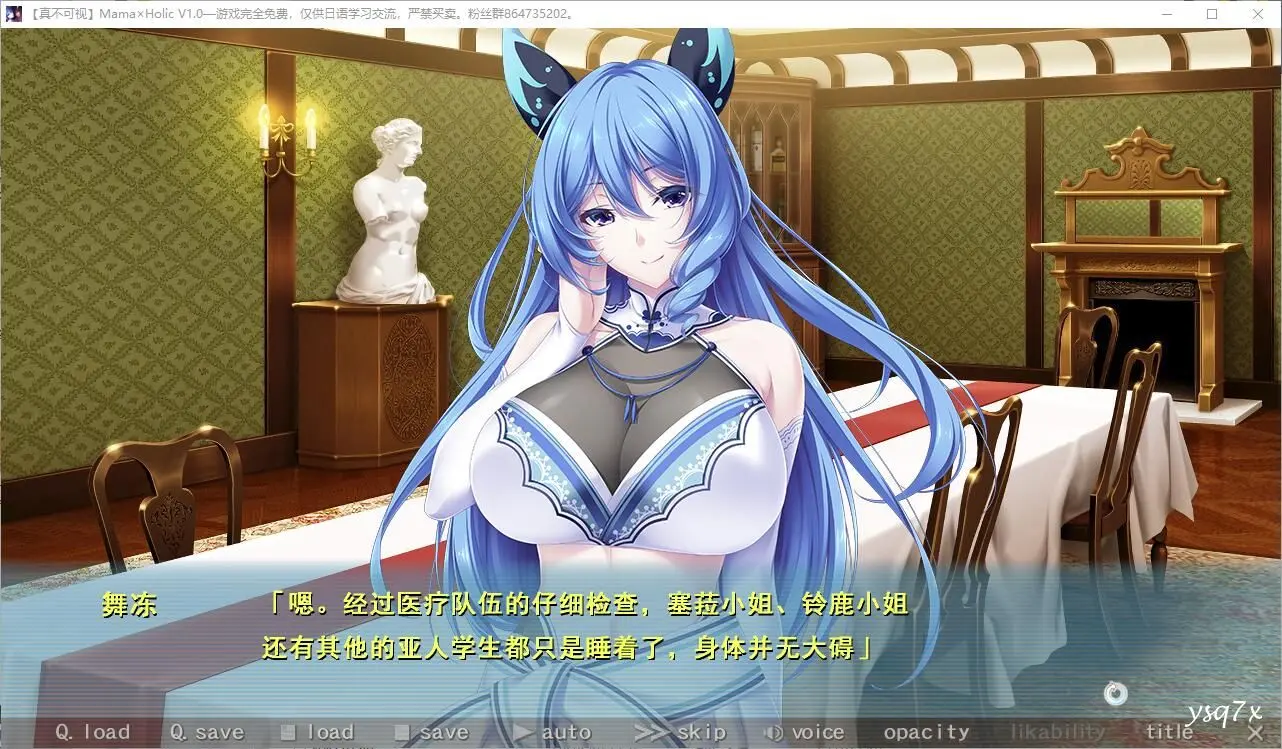 【真不可视】Mama×Holic V1.0—游戏完全免费，仅供日语学习交流，严禁买卖。粉丝群864735202。
舞冻 「嗯。经过医疗队伍的仔细检查，塞菈小姐、铃鹿小姐
还有其他的亚人学生都只是睡着了，身体并无大碍」
ysq7x
Q. load Q. save load save auto skip voice opacity likability title